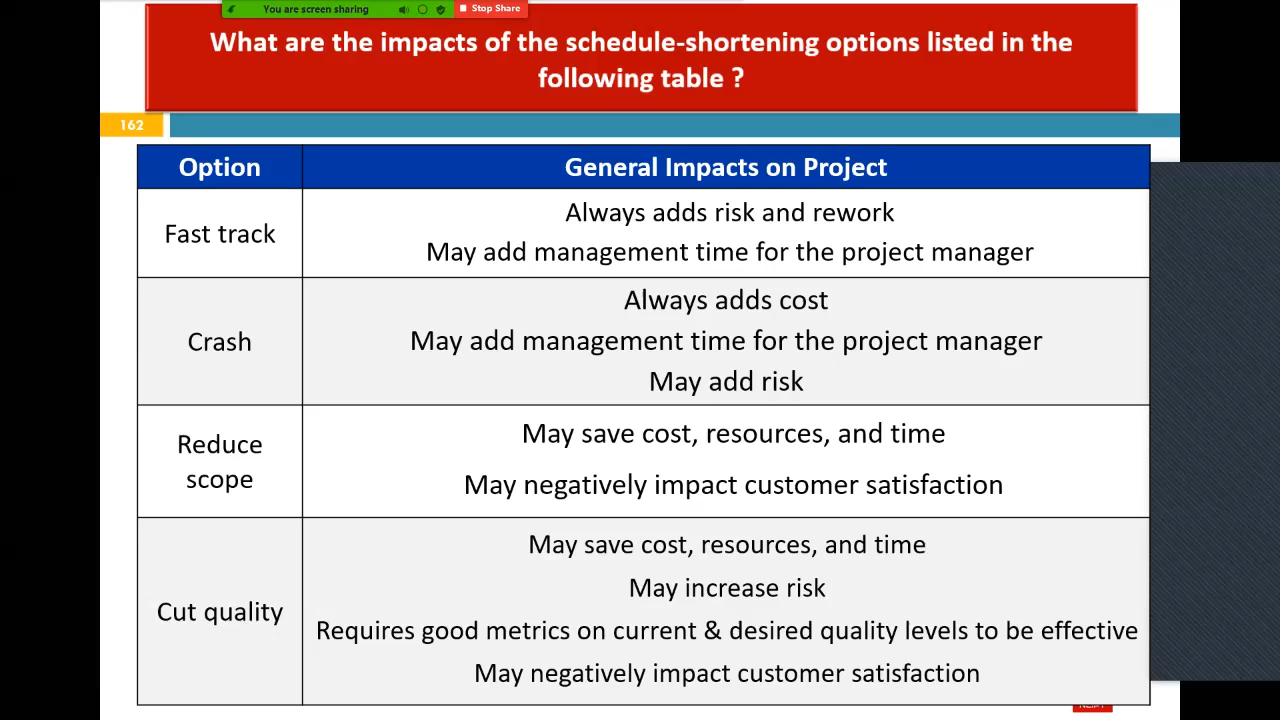 You are screen sharing
Stop Share
What are the impacts of the schedule-shortening options listed in the
following table ?
162
Option
General Impacts on Project
Fast track
Always adds risk and rework
May add management time for the project manager
Crash
Always adds cost
May add management time for the project manager
May add risk
Reduce
scope
May save cost, resources, and time
May negatively impact customer satisfaction
Cut quality
May save cost, resources, and time
May increase risk
Requires good metrics on current & desired quality levels to be effective
May negatively impact customer satisfaction